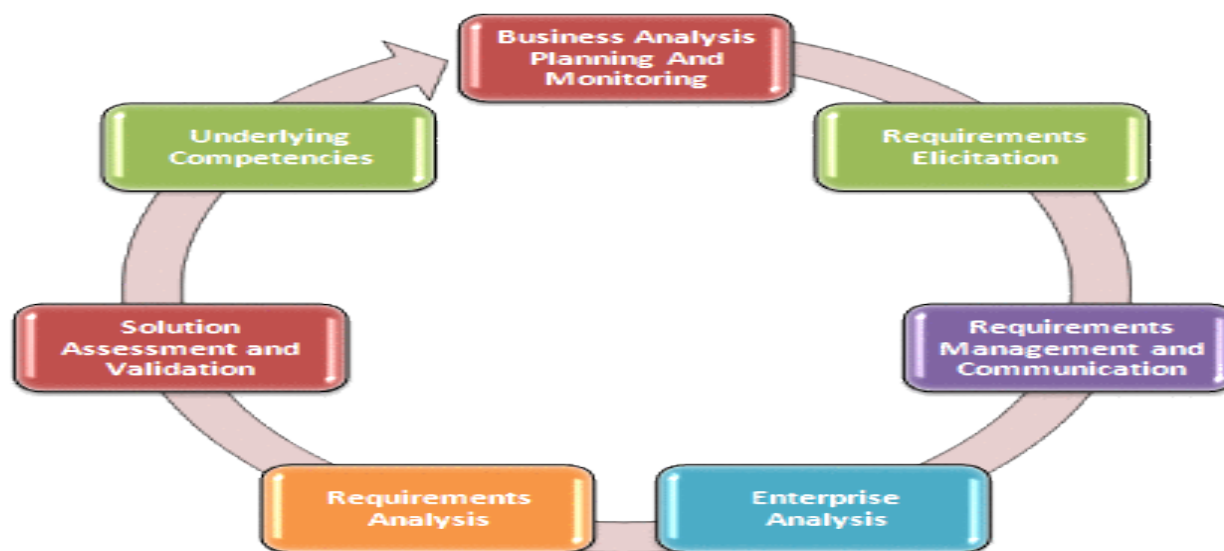 Business Analysis
Planning And
Monitoring
Requirements
Elicitation
Requirements
Management and
Communication
Enterprise
Analysis
Requirements
Analysis
Solution
Assessment and
Validation
Underlying
Competencies